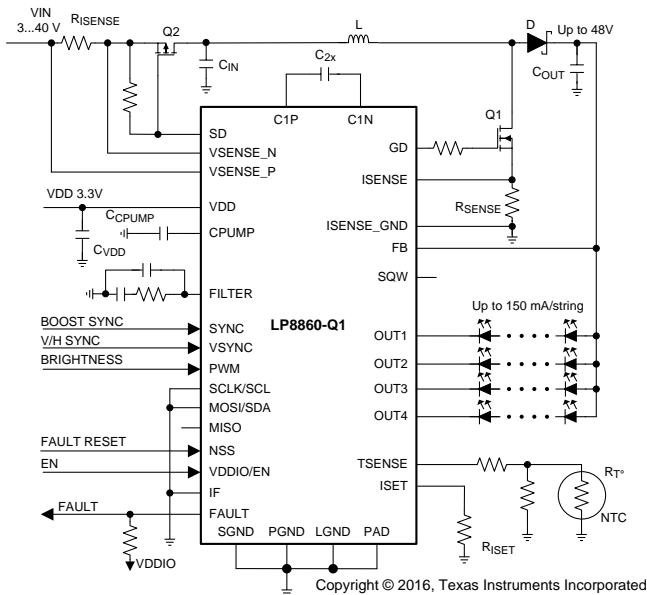 VIN
3...40 V
RISENSE
Q2
L
D
Up to 48V
CIN
C2x
COUT
C1P
C1N
Q1
SD
GD
VSENSE_N
VSENSE_P
ISENSE
RSENSE
VDD 3.3V
VDD
CCPUMP
CPUMP
ISENSE_GND
CVDD
FB
SQW
FILTER
LP8860-Q1
Up to 150 mA/string
BOOST SYNC
SYNC
OUT1
V/H SYNC
VSYNC
BRIGHTNESS
PWM
OUT2
SCLK/SCL
OUT3
MOSI/SDA
OUT4
MISO
FAULT RESET
NSS
EN
VDDIO/EN
TSENSE
RT°
IF
ISET
NTC
FAULT
FAULT
RISET
VDDIO
SGND
PGND
LGND
PAD
Copyright © 2016, Texas Instruments Incorporated